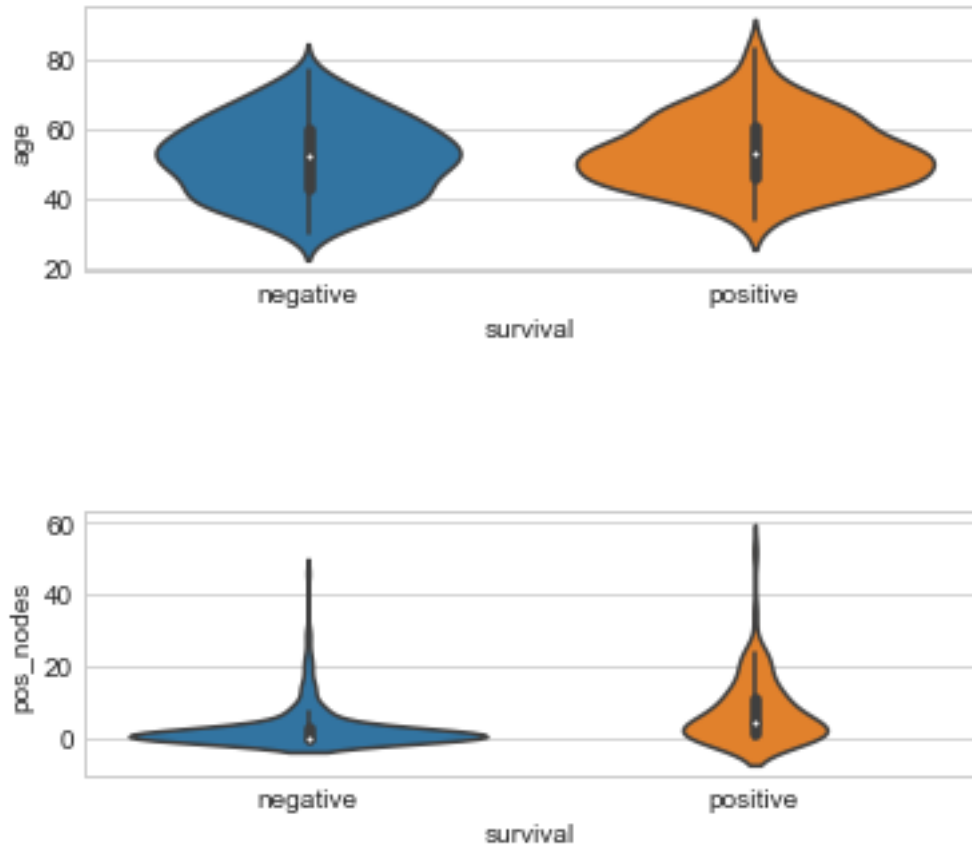 80
60
40
20
age
negative positive
survival
60
40
20
0
pos_nodes
negative positive
survival